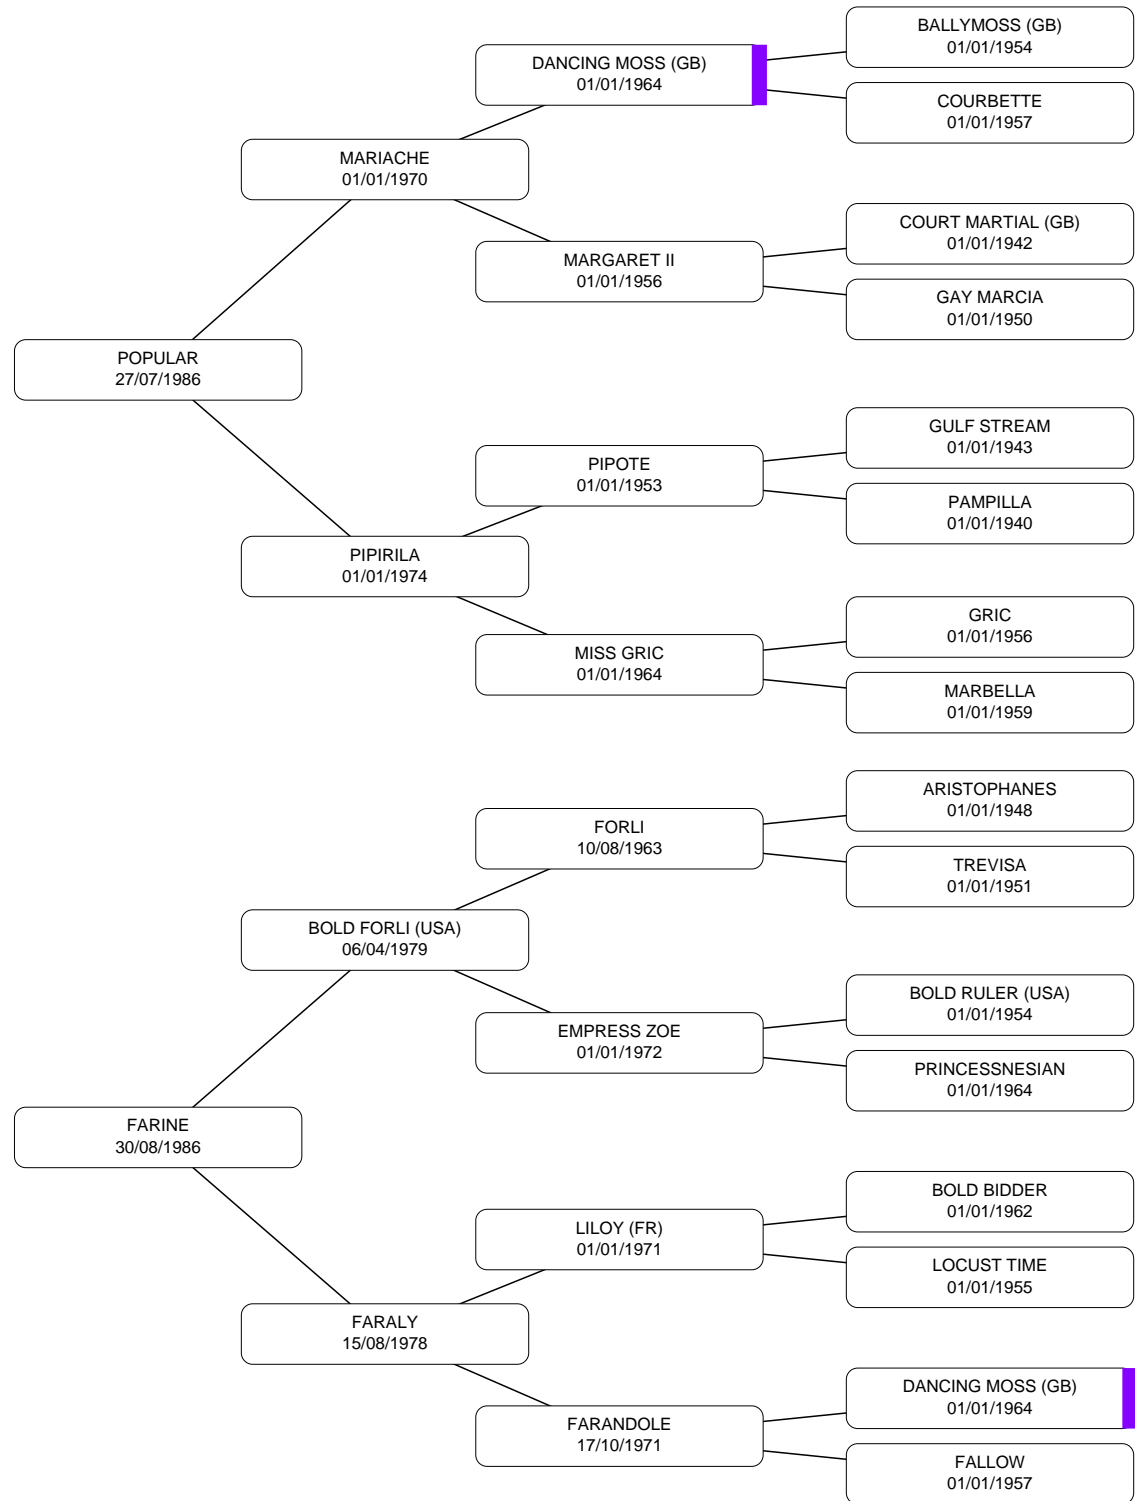 BALLYMOSS (GB)
01/01/1954
DANCING MOSS (GB)
01/01/1964
COURBETTE
01/01/1957
MARIACHE
01/01/1970
COURT MARTIAL (GB)
01/01/1942
MARGARET II
01/01/1956
GAY MARCIA
01/01/1950
POPULAR
27/07/1986
GULF STREAM
01/01/1943
PIPOTE
01/01/1953
PAMPILLA
01/01/1940
PIPIRILA
01/01/1974
GRIC
01/01/1956
MISS GRIC
01/01/1964
MARBELLA
01/01/1959
ARISTOPHANES
01/01/1948
FORLI
10/08/1963
TREVISA
01/01/1951
BOLD FORLI (USA)
06/04/1979
BOLD RULER (USA)
01/01/1954
EMPRESS ZOE
01/01/1972
PRINCESSNESIAN
01/01/1964
FARINE
30/08/1986
BOLD BIDDER
01/01/1962
LILOY (FR)
01/01/1971
LOCUST TIME
01/01/1955
FARALY
15/08/1978
DANCING MOSS (GB)
01/01/1964
FARANDOLE
17/10/1971
FALLOW
01/01/1957